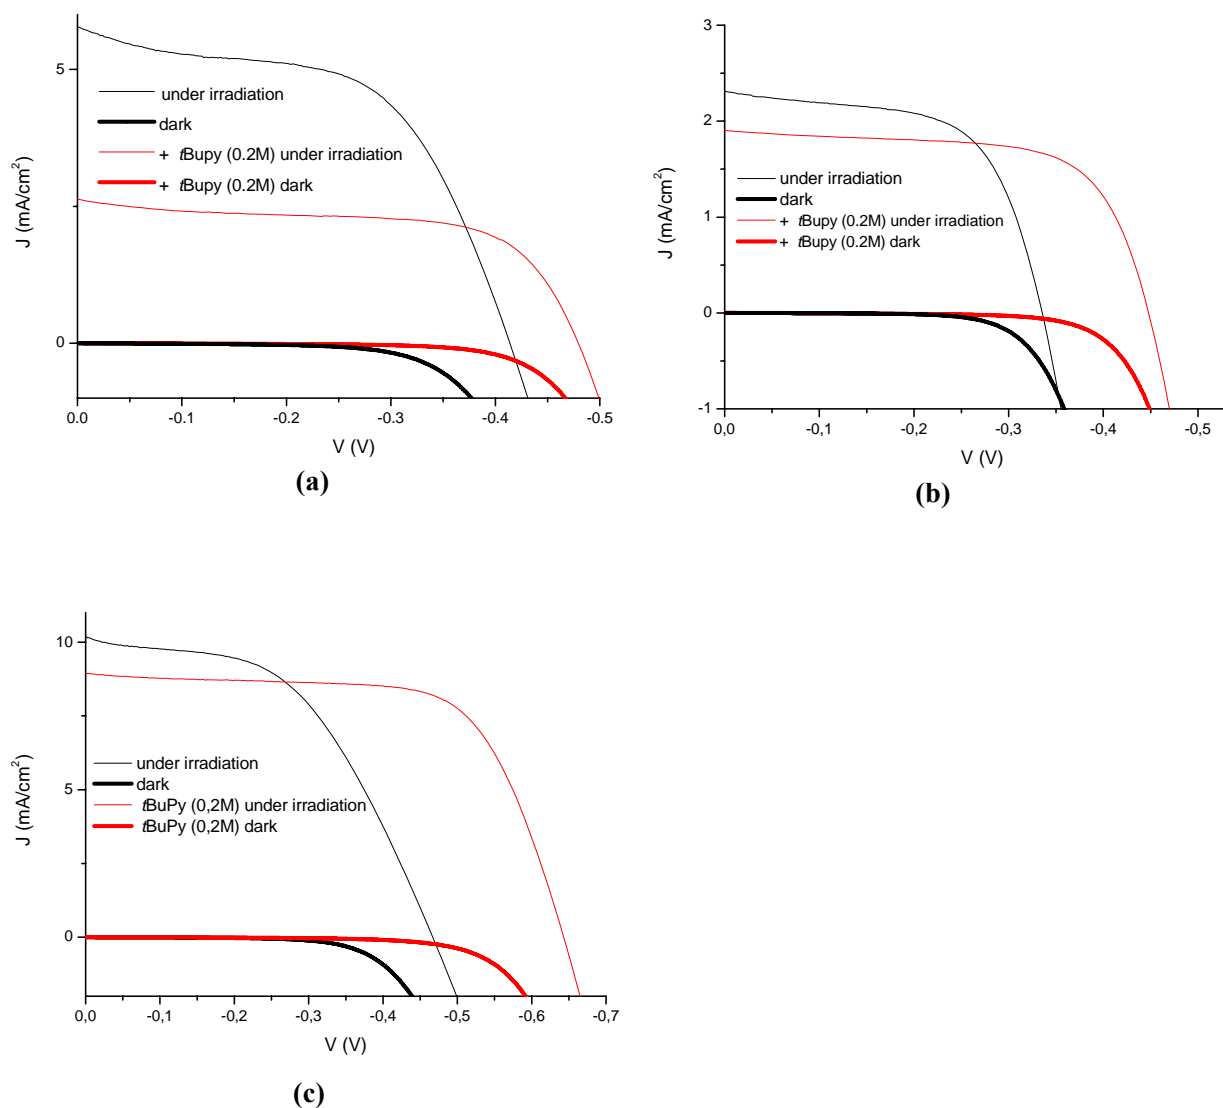 5
0
J (mA/cm²)
under irradiation
dark
+ tBupy (0.2M) under irradiation
+ tBupy (0.2M) dark
0.0 -0.1 -0.2 -0.3 -0.4 -0.5
V (V)
(a)
3
2
1
0
-1
J (mA/cm²)
under irradiation
dark
+ tBupy (0.2M) under irradiation
+ tBupy (0.2M) dark
0,0 -0,1 -0,2 -0,3 -0,4 -0,5
V (V)
(b)
10
5
0
J (mA/cm²)
under irradiation
dark
tBuPy (0,2M) under irradiation
tBuPy (0,2M) dark
0,0 -0,1 -0,2 -0,3 -0,4 -0,5 -0,6 -0,7
V (V)
(c)